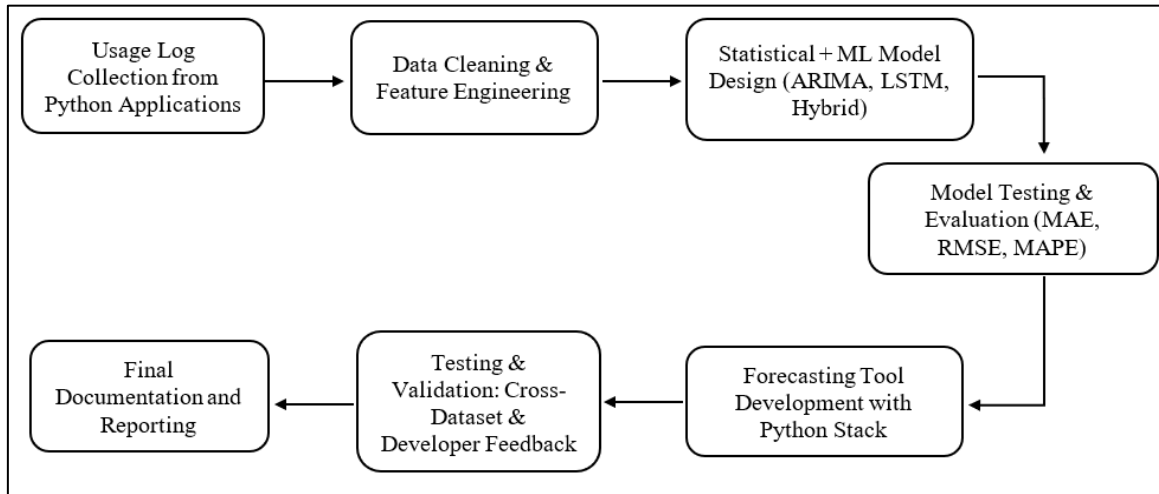 Usage Log
Collection from
Python Applications
Data Cleaning &
Feature Engineering
Statistical + ML Model
Design (ARIMA, LSTM,
Hybrid)
Model Testing &
Evaluation (MAE,
RMSE, MAPE)
Forecasting Tool
Development with
Python Stack
Testing &
Validation: Cross-
Dataset &
Developer Feedback
Final
Documentation and
Reporting